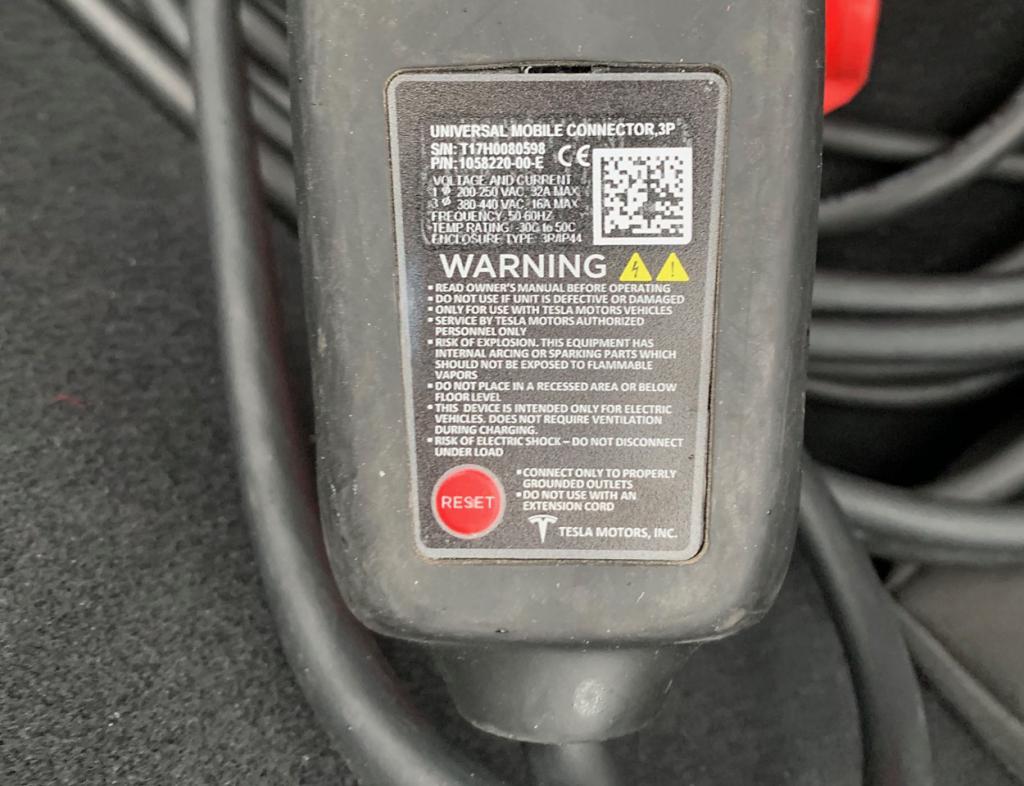 UNIVERSAL MOBILE CONNECTOR,3P
S/N: T17H0080598
P/N:1058220-00-E CE
VOLTAGE AND CURRENT
1 ⌀ 200-250 VAC, 32A MAX
3 ⌀ 380-440 VAC, 16A MAX
FREQUENCY: 50-60HZ
TEMP RATING: -30C to 50C
ENCLOSURE TYPE: 3R/IP44
WARNING
▪ READ OWNER'S MANUAL BEFORE OPERATING
▪ DO NOT USE IF UNIT IS DEFECTIVE OR DAMAGED
▪ ONLY FOR USE WITH TESLA MOTORS VEHICLES
▪ SERVICE BY TESLA MOTORS AUTHORIZED
PERSONNEL ONLY
▪ RISK OF EXPLOSION. THIS EQUIPMENT HAS
INTERNAL ARCING OR SPARKING PARTS WHICH
SHOULD NOT BE EXPOSED TO FLAMMABLE
VAPORS
▪ DO NOT PLACE IN A RECESSED AREA OR BELOW
FLOOR LEVEL
▪ THIS DEVICE IS INTENDED ONLY FOR ELECTRIC
VEHICLES. DOES NOT REQUIRE VENTILATION
DURING CHARGING.
▪ RISK OF ELECTRIC SHOCK – DO NOT DISCONNECT
UNDER LOAD
RESET
▪ CONNECT ONLY TO PROPERLY
GROUNDED OUTLETS
▪ DO NOT USE WITH AN
EXTENSION CORD
TESLA MOTORS, INC.